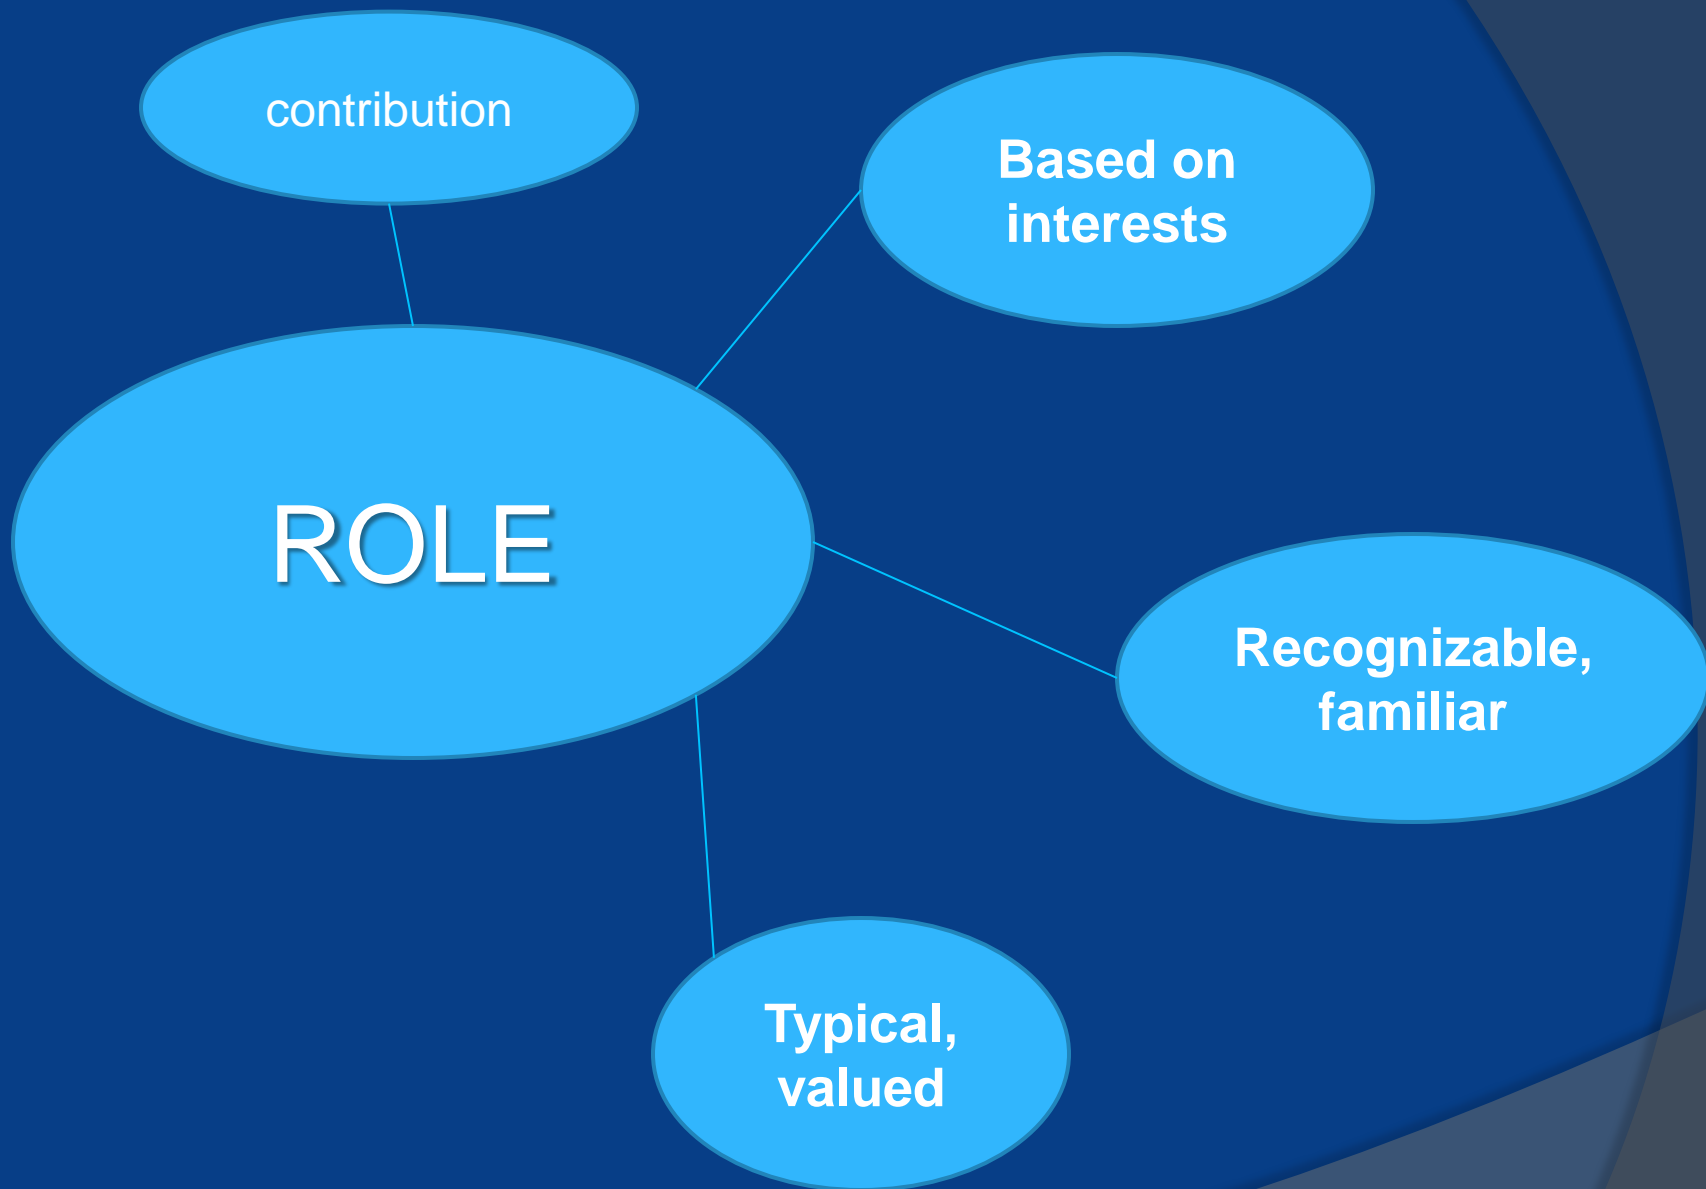 contribution
Based on
interests
ROLE
Recognizable,
familiar
Typical,
valued